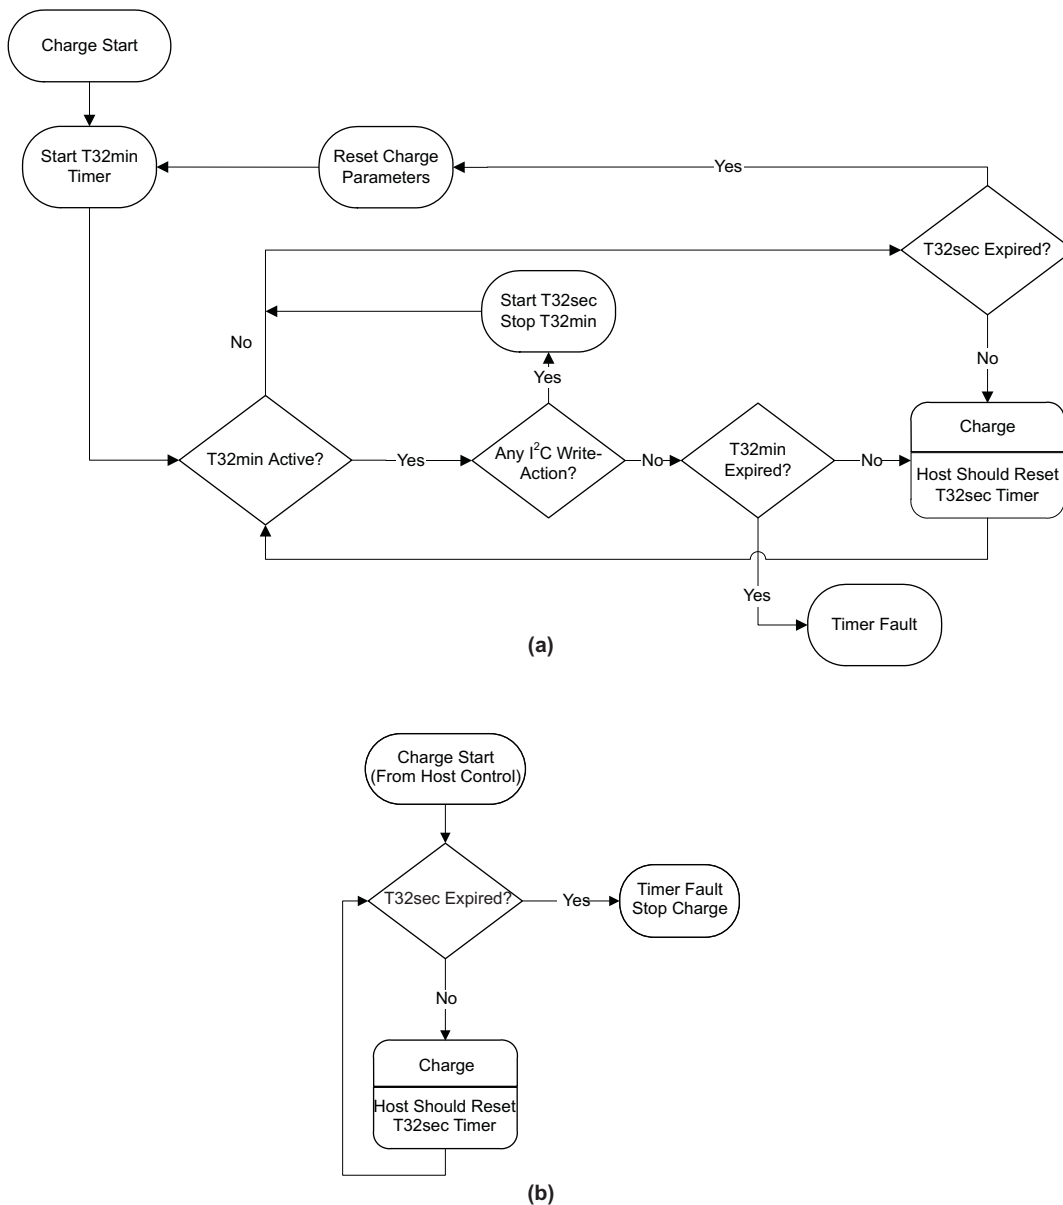 Charge Start
Start T32min
Timer
Reset Charge
Parameters
Yes
T32sec Expired?
Start T32sec
Stop T32min
No
No
Yes
Charge
T32min Active?
Yes
Any I²C Write-
Action?
No
T32min
Expired?
No
Host Should Reset
T32sec Timer
Yes
Timer Fault
(a)
Charge Start
(From Host Control)
T32sec Expired?
Yes
Timer Fault
Stop Charge
No
Charge
Host Should Reset
T32sec Timer
(b)